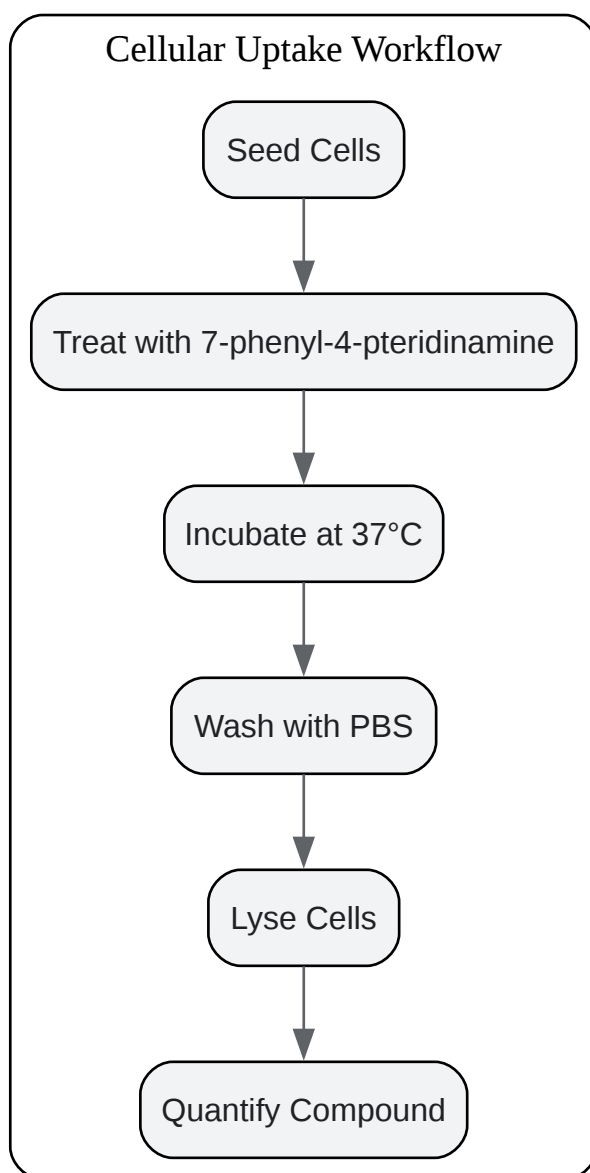 Cellular Uptake Workflow
Seed Cells
Treat with 7-phenyl-4-pteridinamine
Incubate at 37°C
Wash with PBS
Lyse Cells
Quantify Compound